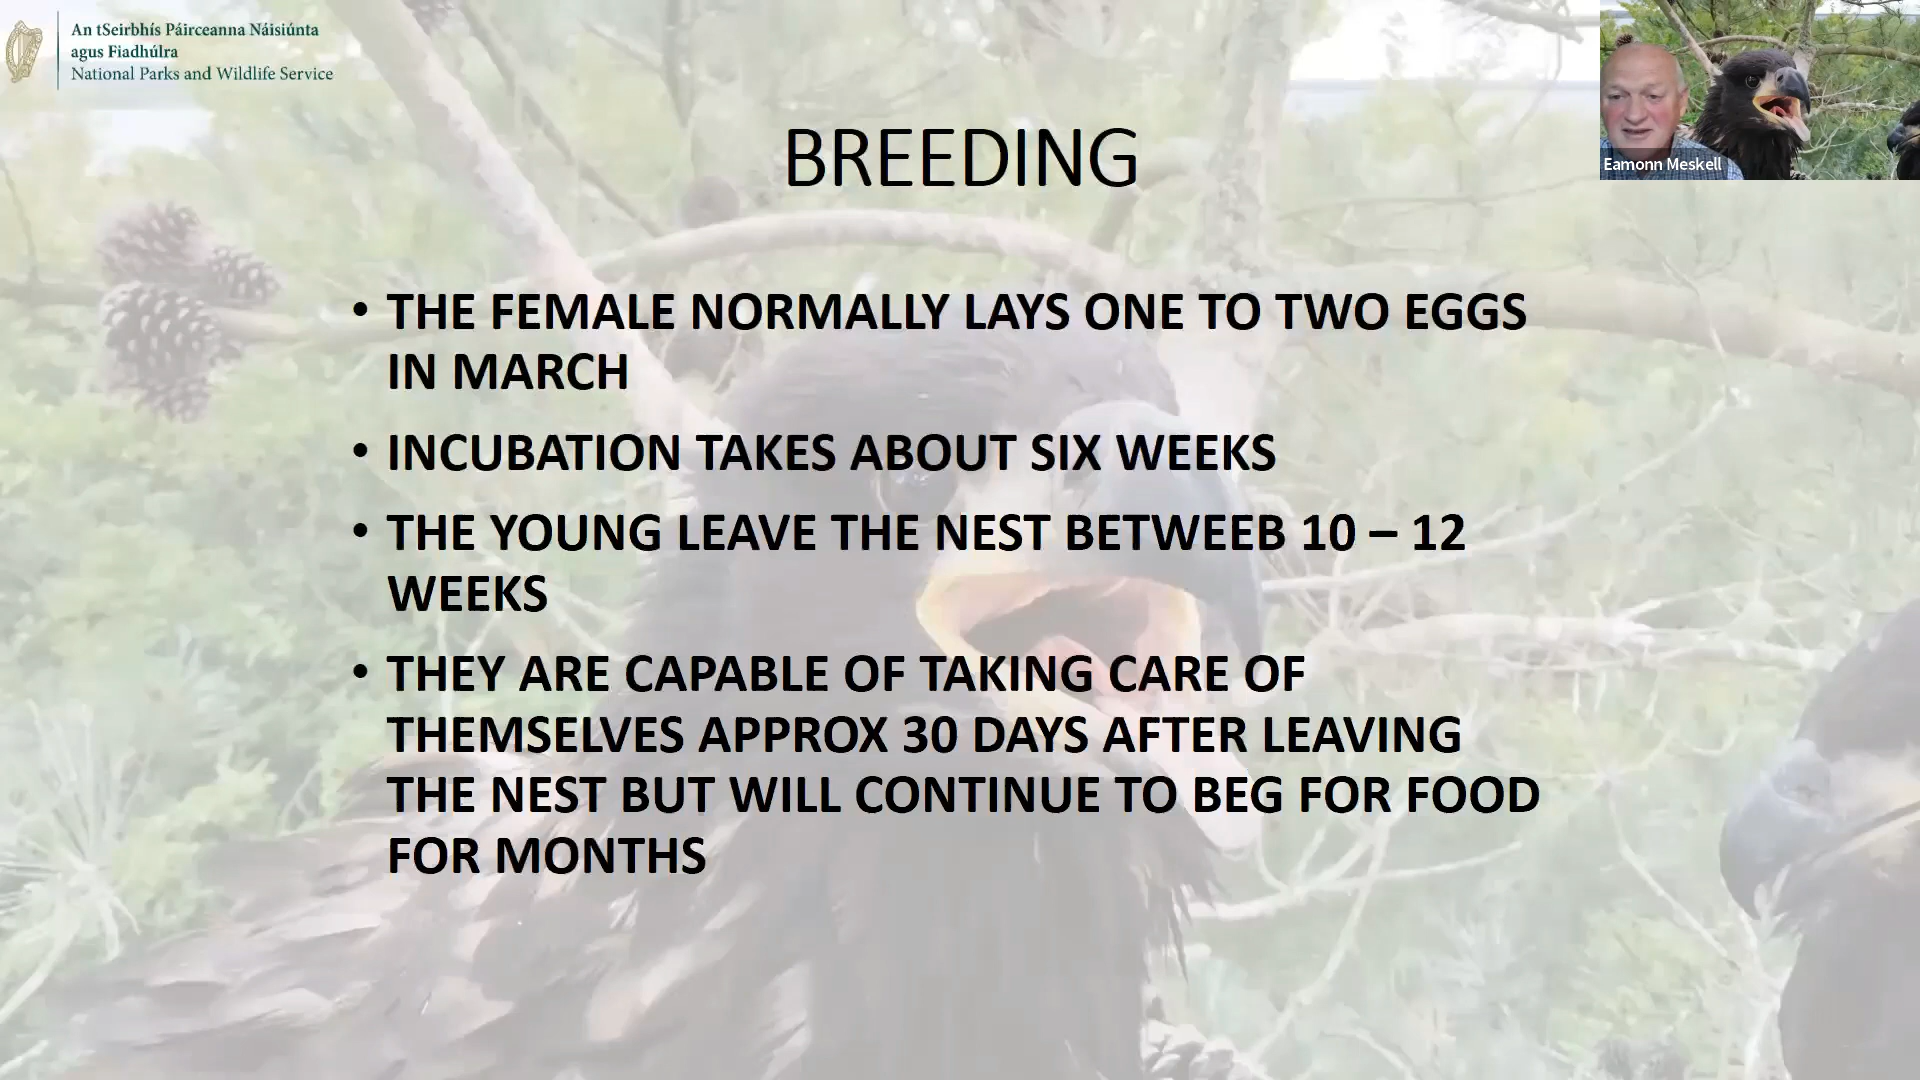 An tSeirbhís Páirceanna Náisiúnta
agus Fiadhúlra
National Parks and Wildlife Service
Eamonn Meskell
BREEDING
• THE FEMALE NORMALLY LAYS ONE TO TWO EGGS
IN MARCH
• INCUBATION TAKES ABOUT SIX WEEKS
• THE YOUNG LEAVE THE NEST BETWEEB 10 – 12
WEEKS
• THEY ARE CAPABLE OF TAKING CARE OF
THEMSELVES APPROX 30 DAYS AFTER LEAVING
THE NEST BUT WILL CONTINUE TO BEG FOR FOOD
FOR MONTHS